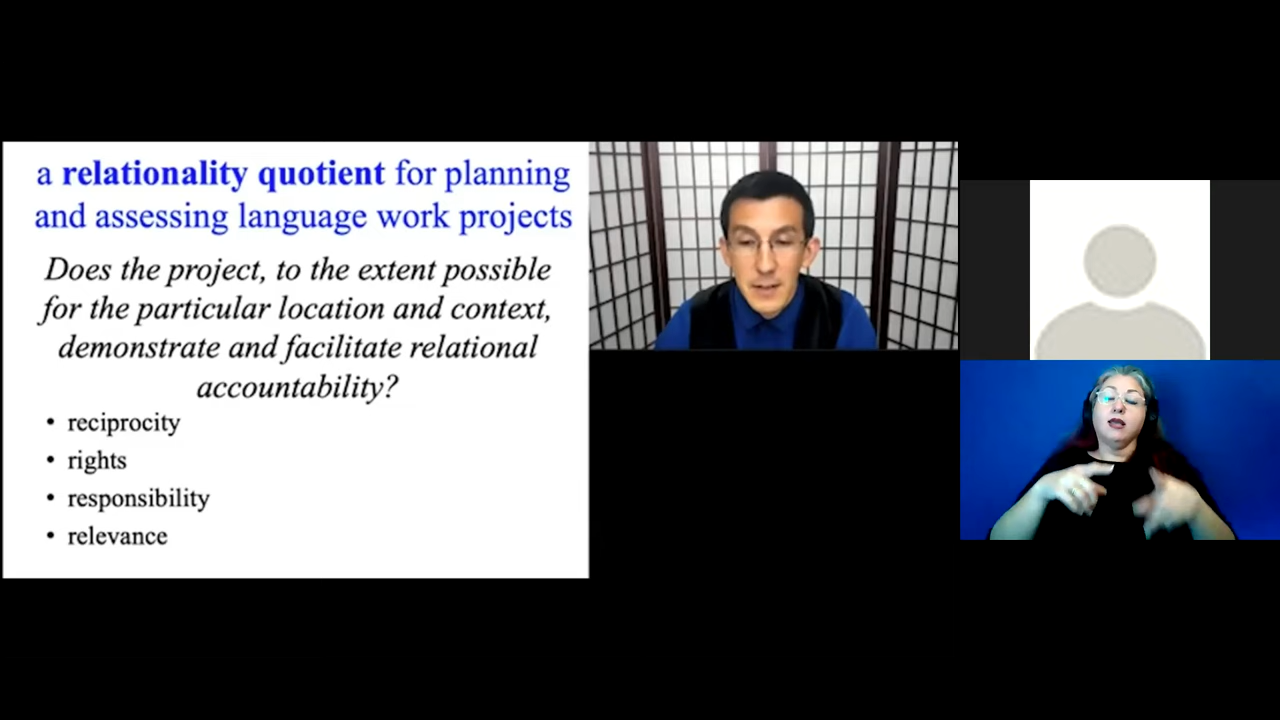 a relationality quotient for planning
and assessing language work projects
Does the project, to the extent possible
for the particular location and context,
demonstrate and facilitate relational
accountability?
• reciprocity
• rights
• responsibility
• relevance